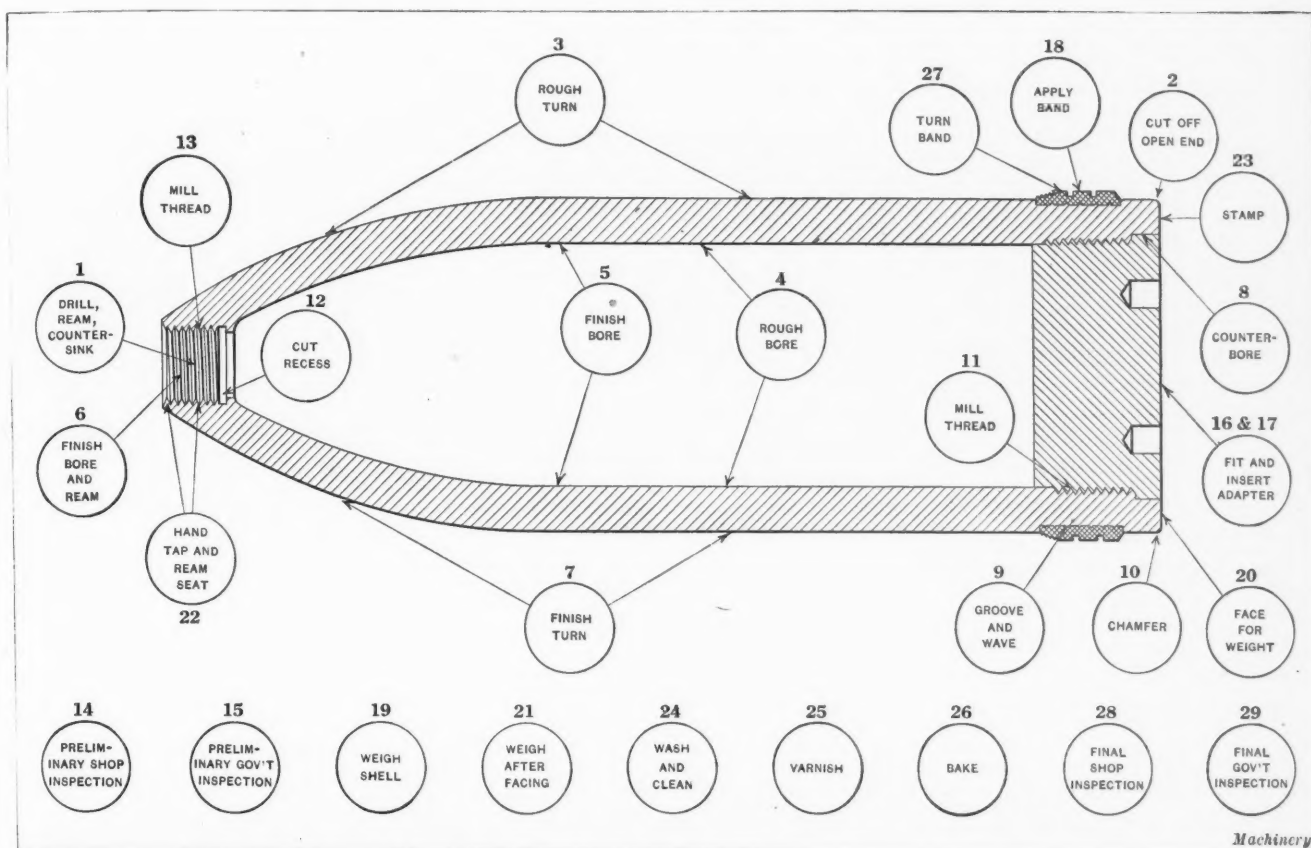 3
ROUGH
TURN
18
APPLY
BAND
27
TURN
BAND
2
CUT OFF
OPEN END
13
MILL
THREAD
23
STAMP
1
DRILL,
REAM,
COUNTER-
SINK
12
CUT
RECESS
5
FINISH
BORE
4
ROUGH
BORE
8
COUNTER-
BORE
11
MILL
THREAD
6
FINISH
BORE
AND
REAM
16 & 17
FIT AND
INSERT
ADAPTER
HAND
TAP AND
REAM
SEAT
22
7
FINISH
TURN
9
GROOVE
AND
WAVE
10
CHAMFER
20
FACE
FOR
WEIGHT
14
PRELIM-
INARY SHOP
INSPECTION
15
PRELIM-
INARY GOV'T
INSPECTION
19
WEIGH
SHELL
21
WEIGH
AFTER
FACING
24
WASH
AND
CLEAN
25
VARNISH
26
BAKE
28
FINAL
SHOP
INSPECTION
29
FINAL
GOV'T
INSPECTION
Machinery